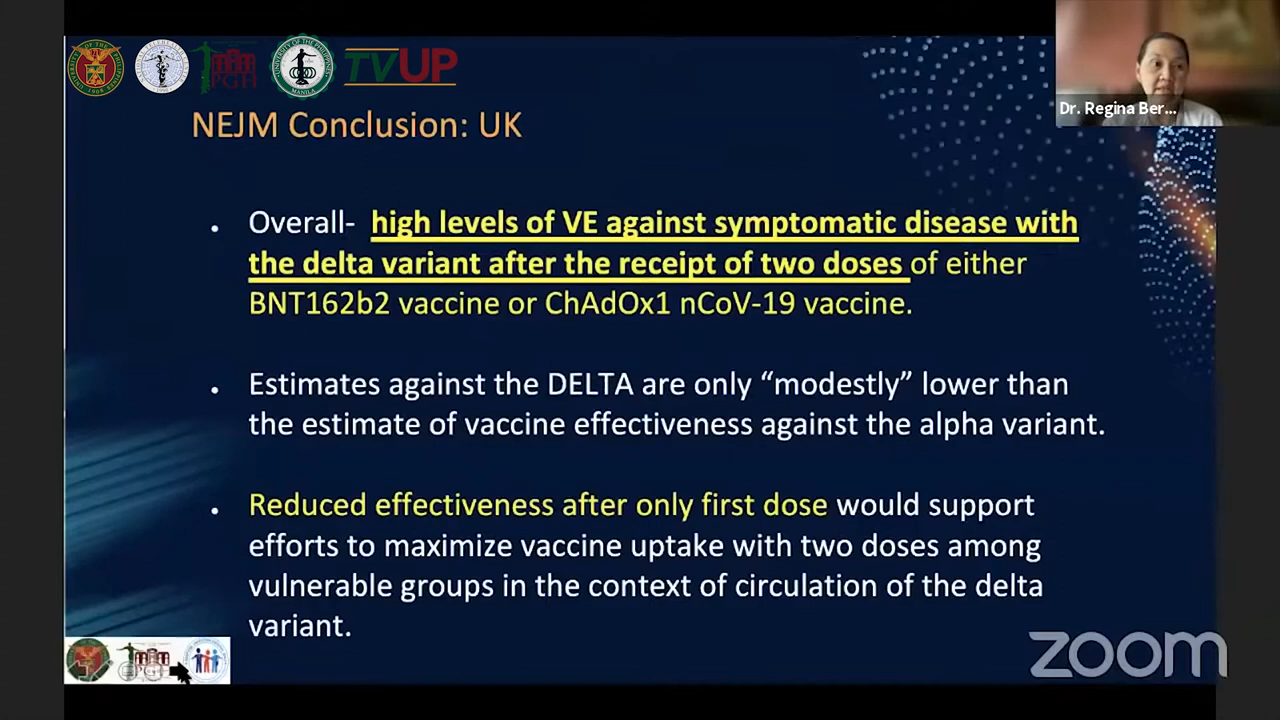 TVUP
PGH
Dr. Regina Ber...
NEJM Conclusion: UK
Overall- high levels of VE against symptomatic disease with
the delta variant after the receipt of two doses of either
BNT162b2 vaccine or ChAdOx1 nCoV-19 vaccine.
Estimates against the DELTA are only “modestly” lower than
the estimate of vaccine effectiveness against the alpha variant.
Reduced effectiveness after only first dose would support
efforts to maximize vaccine uptake with two doses among
vulnerable groups in the context of circulation of the delta
variant.
zoom